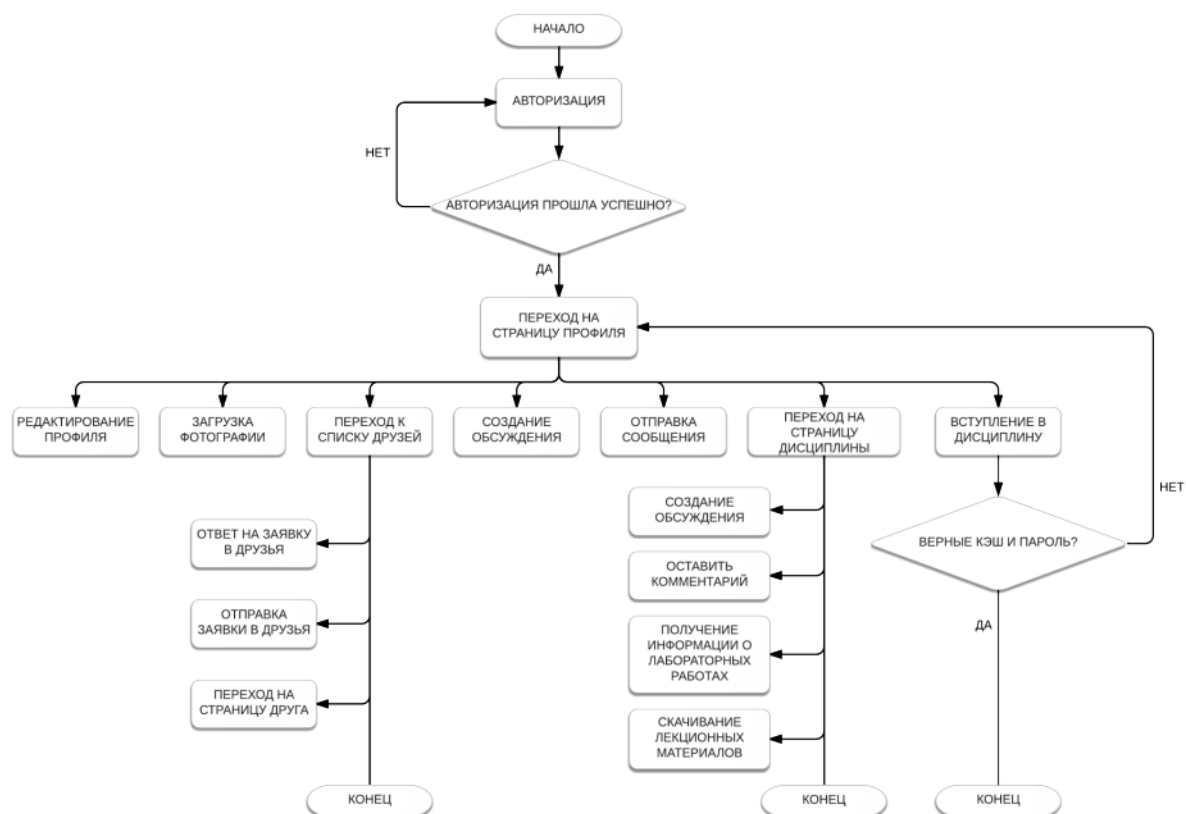 НАЧАЛО
АВТОРИЗАЦИЯ
НЕТ
АВТОРИЗАЦИЯ ПРОШЛА УСПЕШНО?
ДА
ПЕРЕХОД НА
СТРАНИЦУ ПРОФИЛЯ
РЕДАКТИРОВАНИЕ
ПРОФИЛЯ
ЗАГРУЗКА
ФОТОГРАФИИ
ПЕРЕХОД К
СПИСКУ ДРУЗЕЙ
СОЗДАНИЕ
ОБСУЖДЕНИЯ
ОТПРАВКА
СООБЩЕНИЯ
ПЕРЕХОД НА
СТРАНИЦУ
ДИСЦИПЛИНЫ
ВСТУПЛЕНИЕ В
ДИСЦИПЛИНУ
НЕТ
ОТВЕТ НА ЗАЯВКУ
В ДРУЗЬЯ
ОТПРАВКА
ЗАЯВКИ В ДРУЗЬЯ
ПЕРЕХОД НА
СТРАНИЦУ ДРУГА
СОЗДАНИЕ
ОБСУЖДЕНИЯ
ОСТАВИТЬ
КОММЕНТАРИЙ
ПОЛУЧЕНИЕ
ИНФОРМАЦИИ О
ЛАБОРАТОРНЫХ
РАБОТАХ
СКАЧИВАНИЕ
ЛЕКЦИОННЫХ
МАТЕРИАЛОВ
ВЕРНЫЕ КЭШ И ПАРОЛЬ?
ДА
КОНЕЦ
КОНЕЦ
КОНЕЦ